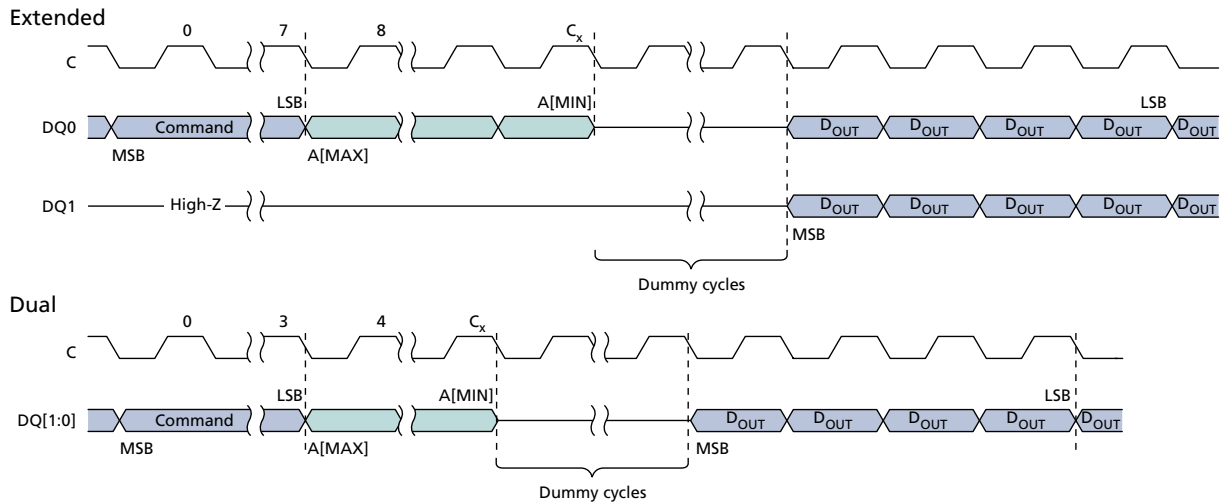 Extended
0 7 8 Cx
C
LSB A[MIN] LSB
DQ0 Command DOUT DOUT DOUT DOUT DOUT
MSB A[MAX]
DQ1 High-Z DOUT DOUT DOUT DOUT DOUT
MSB
Dummy cycles
Dual
0 3 4 Cx
C
LSB A[MIN] LSB
DQ[1:0] Command DOUT DOUT DOUT DOUT DOUT
MSB A[MAX] MSB
Dummy cycles